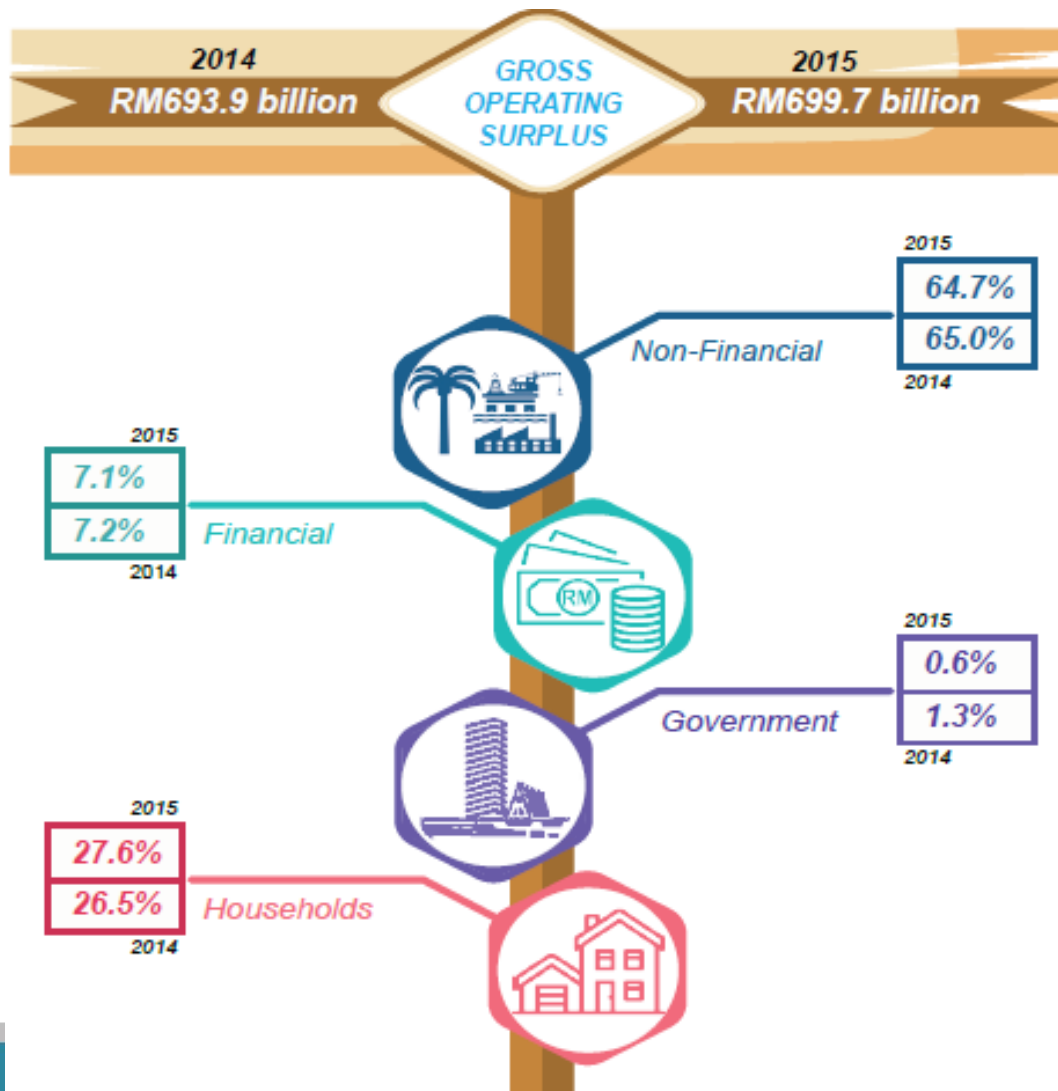 2014
RM693.9 billion
GROSS
OPERATING
SURPLUS
2015
RM699.7 billion
2015
64.7%
65.0%
2014
Non-Financial
2015
7.1%
7.2%
2014
Financial
RM
2015
0.6%
1.3%
2014
Government
2015
27.6%
26.5%
2014
Households